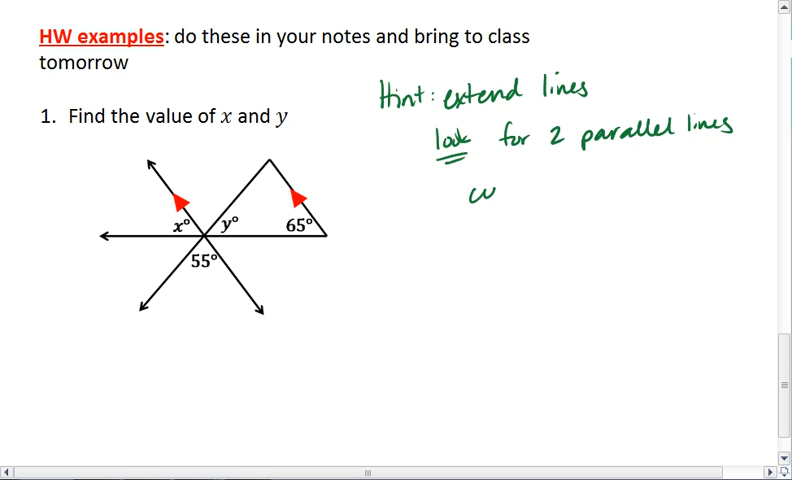 HW examples: do these in your notes and bring to class
tomorrow
Hint: extend lines
1. Find the value of x and y
look for 2 parallel lines
w
x° y° 65°
55°